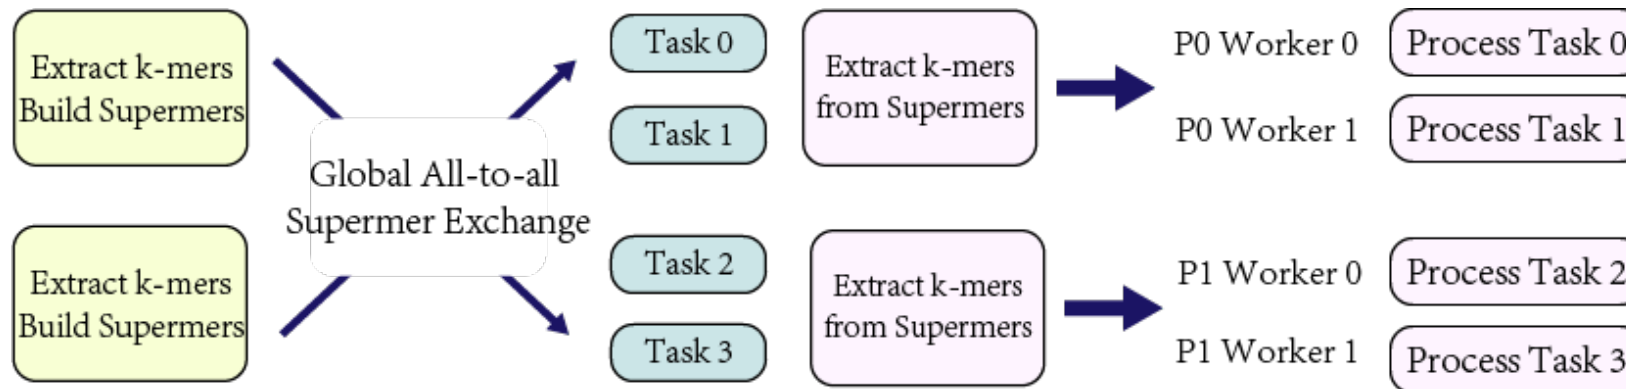 Extract k-mers
Build Supermers
Global All-to-all
Supermer Exchange
Task 0
Task 1
Extract k-mers
from Supermers
P0 Worker 0
Process Task 0
P0 Worker 1
Process Task 1
Extract k-mers
Build Supermers
Task 2
Task 3
Extract k-mers
from Supermers
P1 Worker 0
Process Task 2
P1 Worker 1
Process Task 3